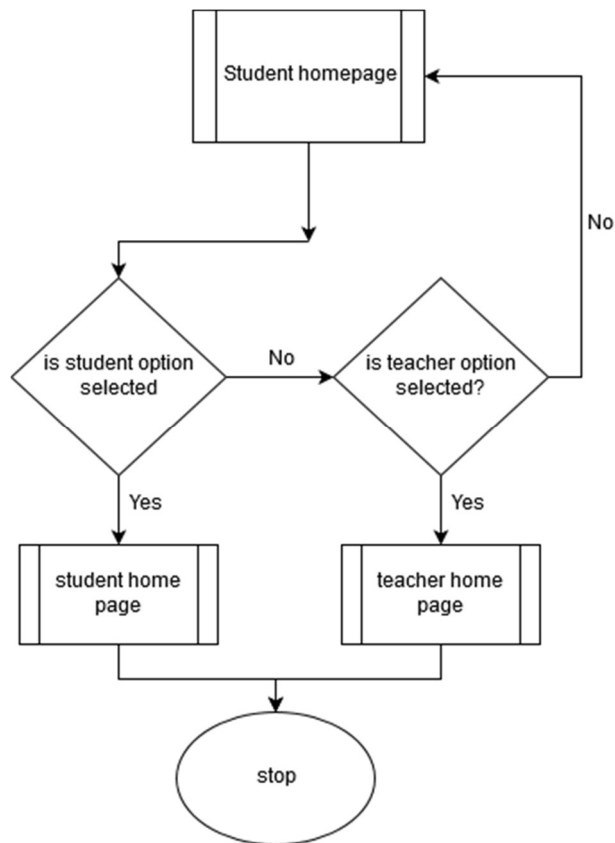 Student homepage
No
is student option
selected
No
is teacher option
selected?
Yes
Yes
student home
page
teacher home
page
stop